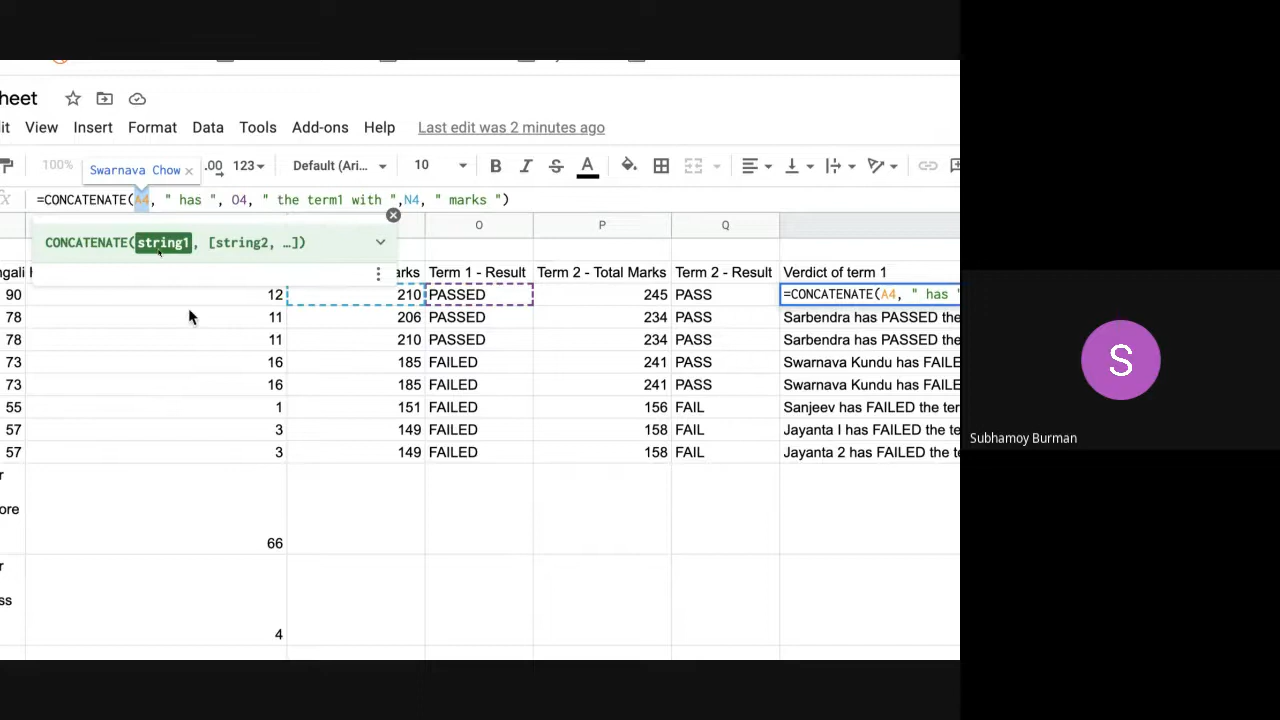 heet
it View Insert Format Data Tools Add-ons Help Last edit was 2 minutes ago
100% .00 123 Default (Ari... 10 B I S A
Swarnava Chow ×
fx =CONCATENATE(A4, " has ", O4, " the term1 with ",N4, " marks ")
CONCATENATE(string1, [string2, …])
O P Q
ngali h arks Term 1 - Result Term 2 - Total Marks Term 2 - Result Verdict of term 1
90 12 210 PASSED 245 PASS =CONCATENATE(A4, " has "
78 11 206 PASSED 234 PASS Sarbendra has PASSED the
78 11 210 PASSED 234 PASS Sarbendra has PASSED the
73 16 185 FAILED 241 PASS Swarnava Kundu has FAILE
73 16 185 FAILED 241 PASS Swarnava Kundu has FAILE
55 1 151 FAILED 156 FAIL Sanjeev has FAILED the ter
57 3 149 FAILED 158 FAIL Jayanta I has FAILED the te
57 3 149 FAILED 158 FAIL Jayanta 2 has FAILED the te
r
ore
66
r
ss
4
S
Subhamoy Burman